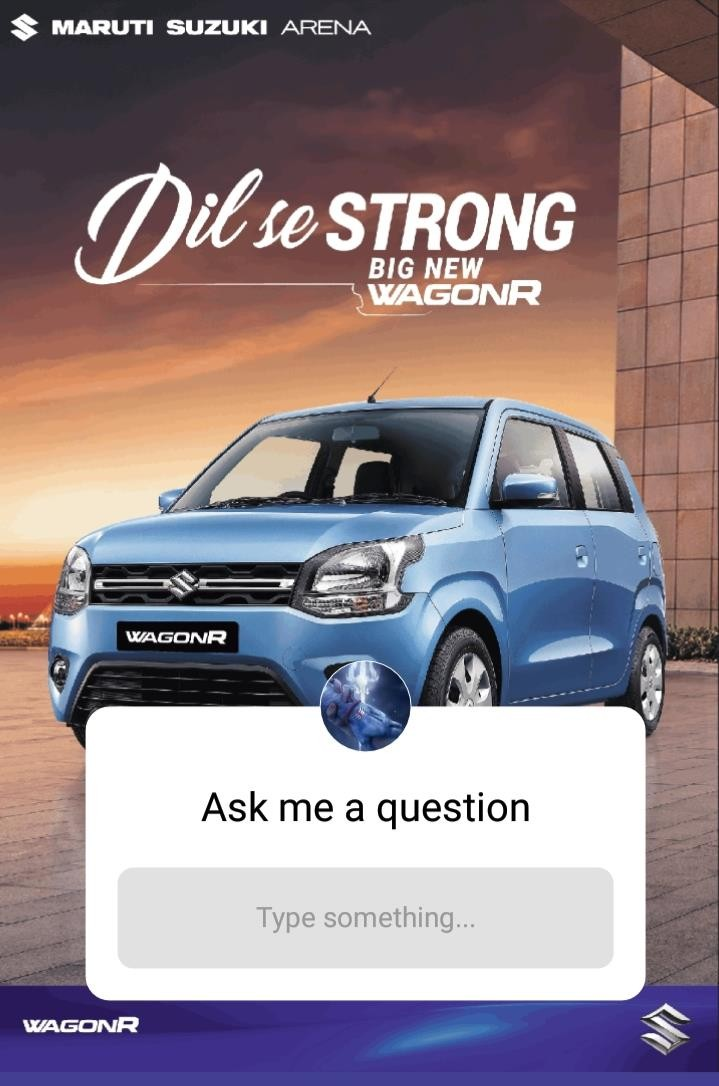 MARUTI SUZUKI ARENA
Dil se STRONG
BIG NEW
WAGONR
WAGONR
Ask me a question
Type something...
WAGONR